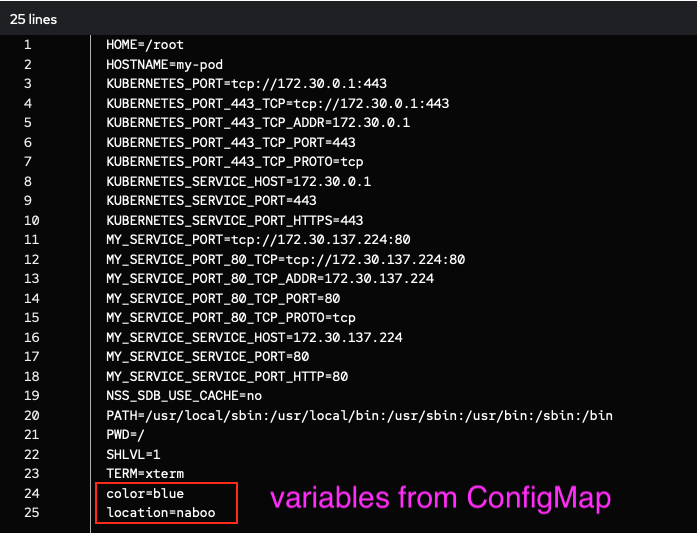 25 lines
1 HOME=/root
2 HOSTNAME=my-pod
3 KUBERNETES_PORT=tcp://172.30.0.1:443
4 KUBERNETES_PORT_443_TCP=tcp://172.30.0.1:443
5 KUBERNETES_PORT_443_TCP_ADDR=172.30.0.1
6 KUBERNETES_PORT_443_TCP_PORT=443
7 KUBERNETES_PORT_443_TCP_PROTO=tcp
8 KUBERNETES_SERVICE_HOST=172.30.0.1
9 KUBERNETES_SERVICE_PORT=443
10 KUBERNETES_SERVICE_PORT_HTTPS=443
11 MY_SERVICE_PORT=tcp://172.30.137.224:80
12 MY_SERVICE_PORT_80_TCP=tcp://172.30.137.224:80
13 MY_SERVICE_PORT_80_TCP_ADDR=172.30.137.224
14 MY_SERVICE_PORT_80_TCP_PORT=80
15 MY_SERVICE_PORT_80_TCP_PROTO=tcp
16 MY_SERVICE_SERVICE_HOST=172.30.137.224
17 MY_SERVICE_SERVICE_PORT=80
18 MY_SERVICE_SERVICE_PORT_HTTP=80
19 NSS_SDB_USE_CACHE=no
20 PATH=/usr/local/sbin:/usr/local/bin:/usr/sbin:/usr/bin:/sbin:/bin
21 PWD=/
22 SHLVL=1
23 TERM=xterm
24 color=blue
25 location=naboo
variables from ConfigMap